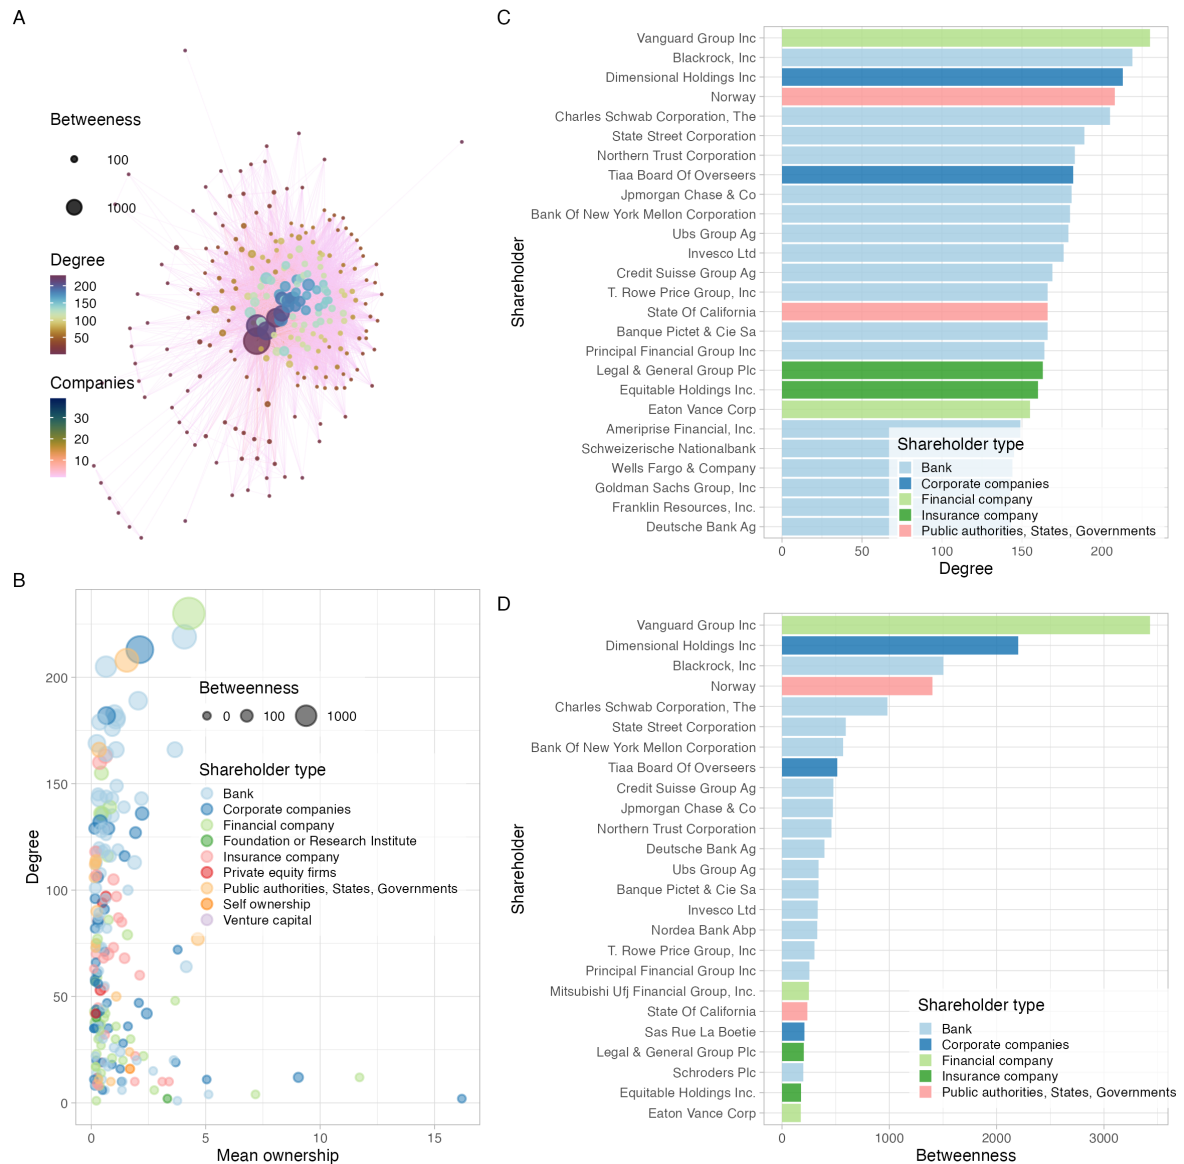 A
Betweeness
100
1000
Degree
200
150
100
50
Companies
30
20
10
B
Degree
200
150
100
50
0
0
5
10
15
Mean ownership
Betweenness
0
100
1000
Shareholder type
Bank
Corporate companies
Financial company
Foundation or Research Institute
Insurance company
Private equity firms
Public authorities, States, Governments
Self ownership
Venture capital
C
Shareholder
Vanguard Group Inc
Blackrock, Inc
Dimensional Holdings Inc
Norway
Charles Schwab Corporation, The
State Street Corporation
Northern Trust Corporation
Tiaa Board Of Overseers
Jpmorgan Chase & Co
Bank Of New York Mellon Corporation
Ubs Group Ag
Invesco Ltd
Credit Suisse Group Ag
T. Rowe Price Group, Inc
State Of California
Banque Pictet & Cie Sa
Principal Financial Group Inc
Legal & General Group Plc
Equitable Holdings Inc.
Eaton Vance Corp
Ameriprise Financial, Inc.
Schweizerische Nationalbank
Wells Fargo & Company
Goldman Sachs Group, Inc
Franklin Resources, Inc.
Deutsche Bank Ag
Shareholder type
Bank
Corporate companies
Financial company
Insurance company
Public authorities, States, Governments
0
50
100
150
200
Degree
D
Shareholder
Vanguard Group Inc
Dimensional Holdings Inc
Blackrock, Inc
Norway
Charles Schwab Corporation, The
State Street Corporation
Bank Of New York Mellon Corporation
Tiaa Board Of Overseers
Credit Suisse Group Ag
Jpmorgan Chase & Co
Northern Trust Corporation
Deutsche Bank Ag
Ubs Group Ag
Banque Pictet & Cie Sa
Invesco Ltd
Nordea Bank Abp
T. Rowe Price Group, Inc
Principal Financial Group Inc
Mitsubishi Ufj Financial Group, Inc.
State Of California
Sas Rue La Boetie
Legal & General Group Plc
Schroders Plc
Equitable Holdings Inc.
Eaton Vance Corp
Shareholder type
Bank
Corporate companies
Financial company
Insurance company
Public authorities, States, Governments
0
1000
2000
3000
Betweenness